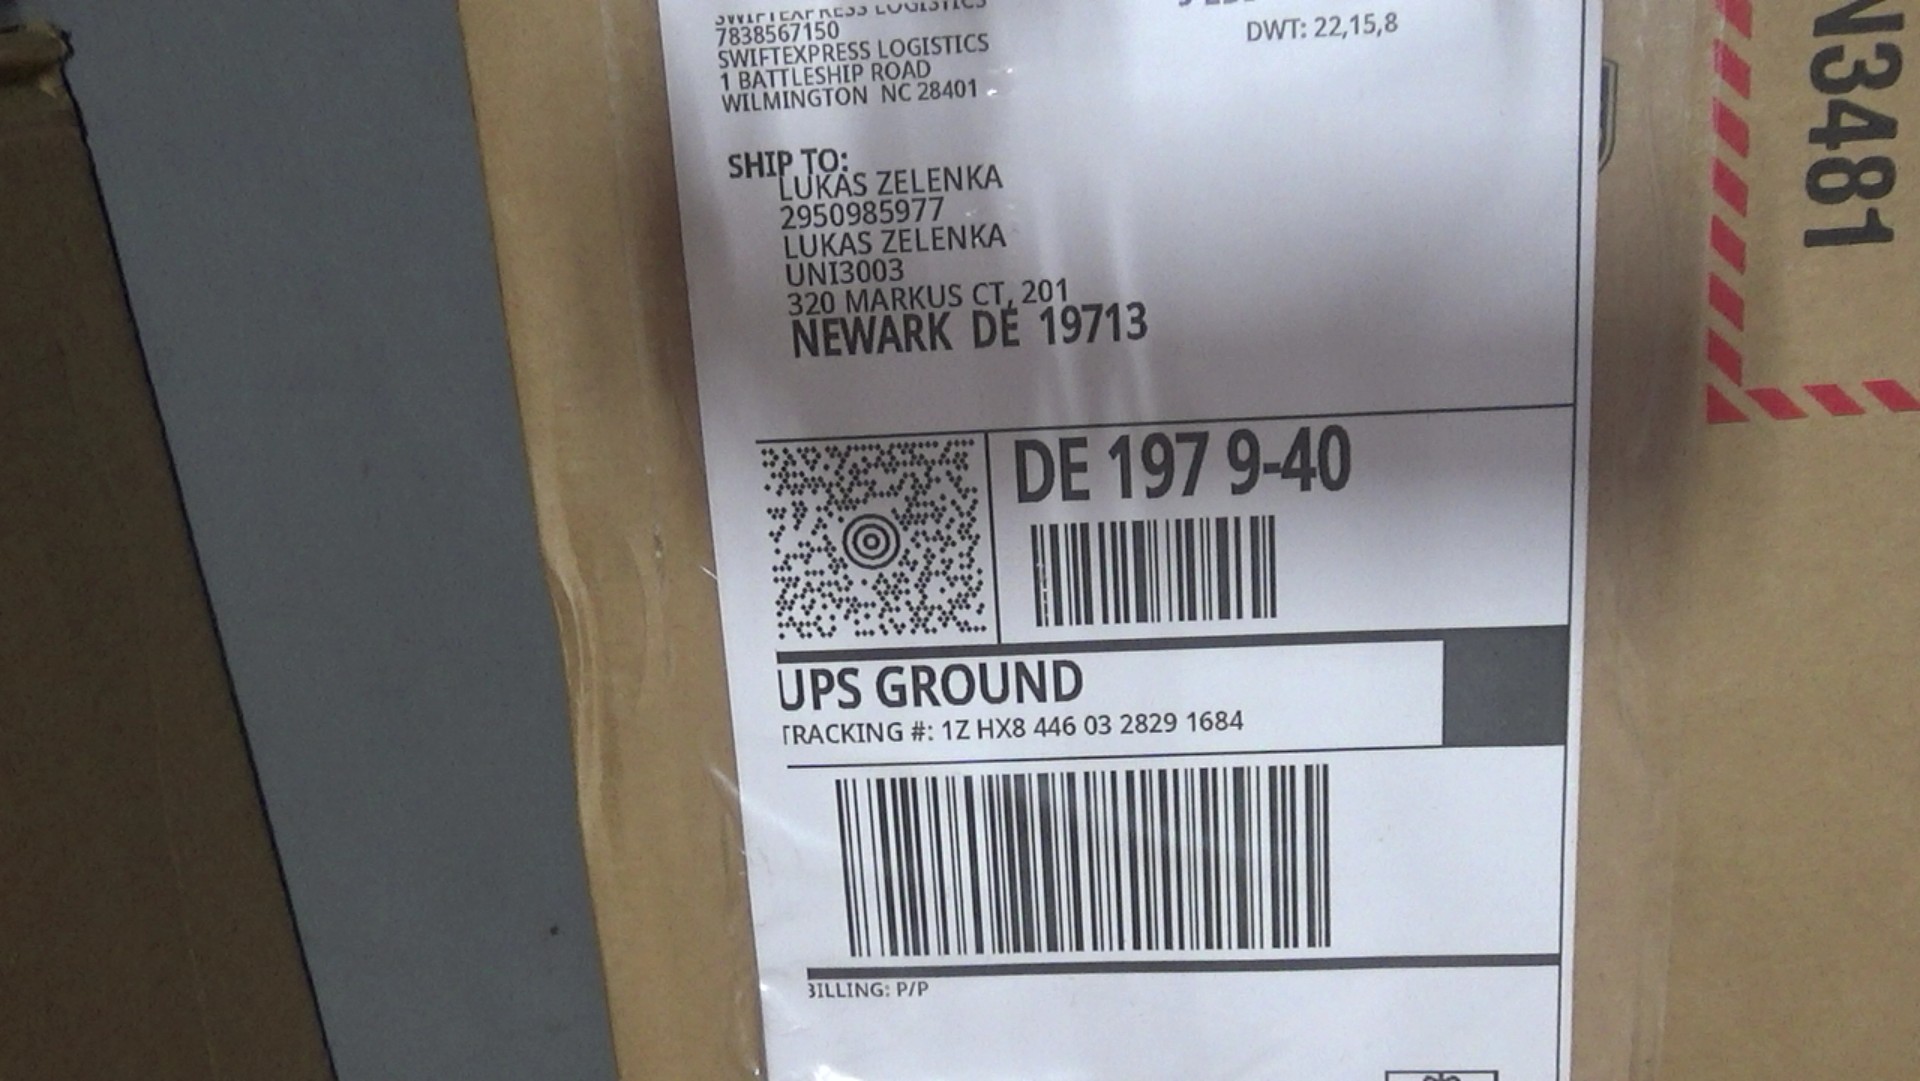 SWIFTEXPRESS LOGISTICS
7838567150
SWIFTEXPRESS LOGISTICS
1 BATTLESHIP ROAD
WILMINGTON NC 28401
DWT: 22,15,8
SHIP TO:
LUKAS ZELENKA
2950985977
LUKAS ZELENKA
UNI3003
320 MARKUS CT, 201
NEWARK DE 19713
DE 197 9-40
UPS GROUND
TRACKING #: 1Z HX8 446 03 2829 1684
BILLING: P/P
N3481